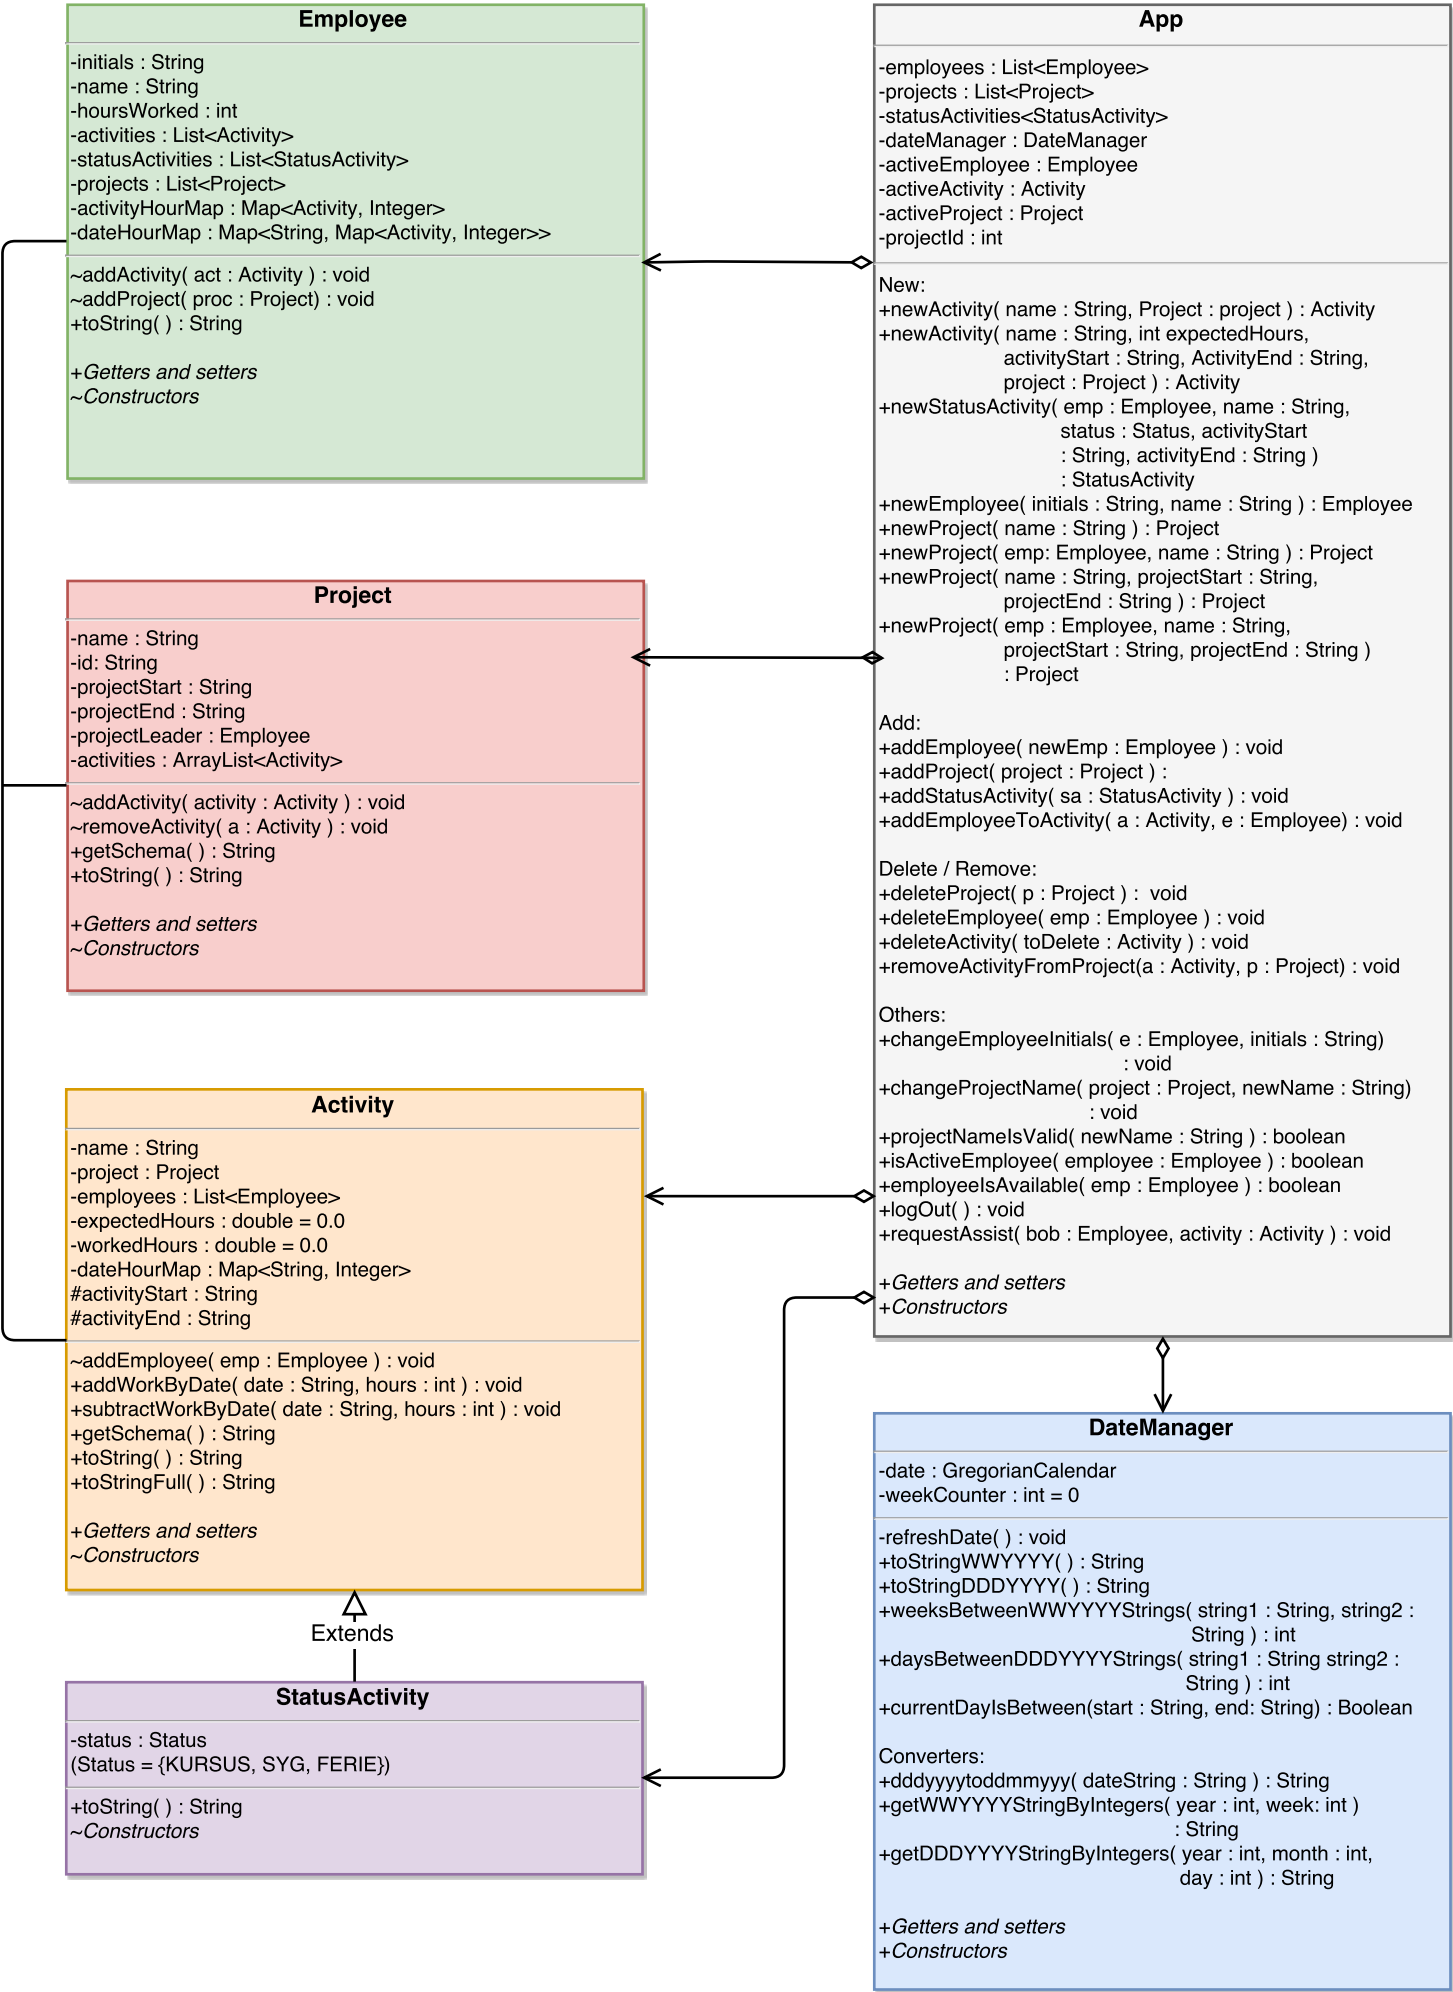 Employee
-initials : String
-name : String
-hoursWorked : int
-activities : List<Activity>
-statusActivities : List<StatusActivity>
-projects : List<Project>
-activityHourMap : Map<Activity, Integer>
-dateHourMap : Map<String, Map<Activity, Integer>>
~addActivity( act : Activity ) : void
~addProject( proc : Project) : void
+toString( ) : String
+Getters and setters
~Constructors
Project
-name : String
-id: String
-projectStart : String
-projectEnd : String
-projectLeader : Employee
-activities : ArrayList<Activity>
~addActivity( activity : Activity ) : void
~removeActivity( a : Activity ) : void
+getSchema( ) : String
+toString( ) : String
+Getters and setters
~Constructors
Activity
-name : String
-project : Project
-employees : List<Employee>
-expectedHours : double = 0.0
-workedHours : double = 0.0
-dateHourMap : Map<String, Integer>
#activityStart : String
#activityEnd : String
~addEmployee( emp : Employee ) : void
+addWorkByDate( date : String, hours : int ) : void
+subtractWorkByDate( date : String, hours : int ) : void
+getSchema( ) : String
+toString( ) : String
+toStringFull( ) : String
+Getters and setters
~Constructors
Extends
StatusActivity
-status : Status
(Status = {KURSUS, SYG, FERIE})
+toString( ) : String
~Constructors
App
-employees : List<Employee>
-projects : List<Project>
-statusActivities<StatusActivity>
-dateManager : DateManager
-activeEmployee : Employee
-activeActivity : Activity
-activeProject : Project
-projectId : int
New:
+newActivity( name : String, Project : project ) : Activity
+newActivity( name : String, int expectedHours,
activityStart : String, ActivityEnd : String,
project : Project ) : Activity
+newStatusActivity( emp : Employee, name : String,
status : Status, activityStart
: String, activityEnd : String )
: StatusActivity
+newEmployee( initials : String, name : String ) : Employee
+newProject( name : String ) : Project
+newProject( emp: Employee, name : String ) : Project
+newProject( name : String, projectStart : String,
projectEnd : String ) : Project
+newProject( emp : Employee, name : String,
projectStart : String, projectEnd : String )
: Project
Add:
+addEmployee( newEmp : Employee ) : void
+addProject( project : Project ) :
+addStatusActivity( sa : StatusActivity ) : void
+addEmployeeToActivity( a : Activity, e : Employee) : void
Delete / Remove:
+deleteProject( p : Project ) :  void
+deleteEmployee( emp : Employee ) : void
+deleteActivity( toDelete : Activity ) : void
+removeActivityFromProject(a : Activity, p : Project) : void
Others:
+changeEmployeeInitials( e : Employee, initials : String)
: void
+changeProjectName( project : Project, newName : String)
: void
+projectNameIsValid( newName : String ) : boolean
+isActiveEmployee( employee : Employee ) : boolean
+employeeIsAvailable( emp : Employee ) : boolean
+logOut( ) : void
+requestAssist( bob : Employee, activity : Activity ) : void
+Getters and setters
+Constructors
DateManager
-date : GregorianCalendar
-weekCounter : int = 0
-refreshDate( ) : void
+toStringWWYYYY( ) : String
+toStringDDDYYYY( ) : String
+weeksBetweenWWYYYYStrings( string1 : String, string2 :
String ) : int
+daysBetweenDDDYYYYStrings( string1 : String string2 :
String ) : int
+currentDayIsBetween(start : String, end: String) : Boolean
Converters:
+dddyyyytoddmmyyy( dateString : String ) : String
+getWWYYYYStringByIntegers( year : int, week: int )
: String
+getDDDYYYYStringByIntegers( year : int, month : int,
day : int ) : String
+Getters and setters
+Constructors